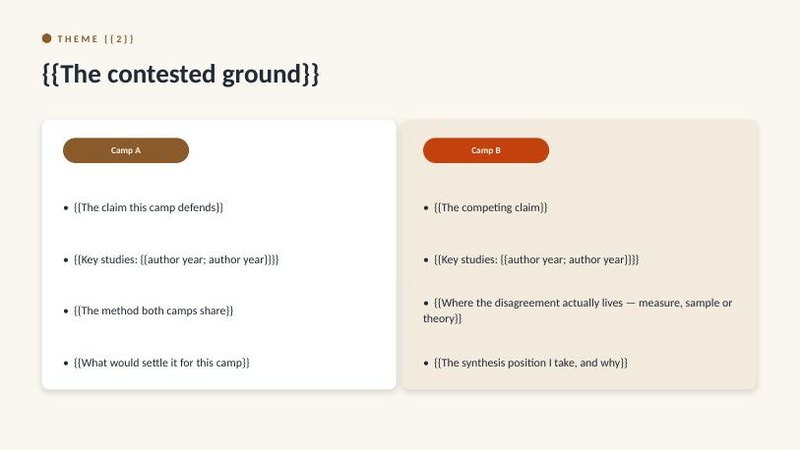 THEME {{2}}
{{The contested ground}}
Camp A
• {{The claim this camp defends}}
• {{Key studies: {{author year; author year}}}}
• {{The method both camps share}}
• {{What would settle it for this camp}}
Camp B
• {{The competing claim}}
• {{Key studies: {{author year; author year}}}}
• {{Where the disagreement actually lives — measure, sample or
theory}}
• {{The synthesis position I take, and why}}